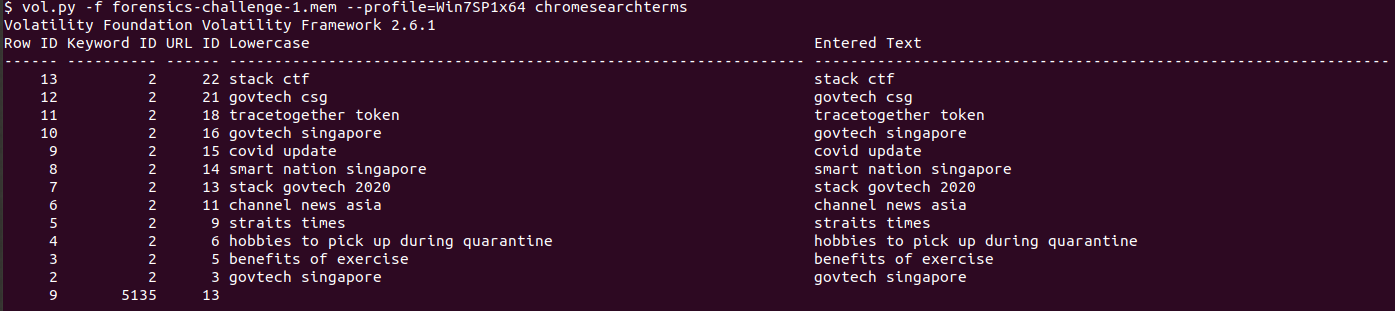 $ vol.py -f forensics-challenge-1.mem --profile=Win7SP1x64 chromesearchterms
Volatility Foundation Volatility Framework 2.6.1
Row ID Keyword ID URL ID Lowercase                                                        Entered Text
------ ---------- ------ ---------------------------------------------------------------- ----------------------------------------------------------------
    13          2     22 stack ctf                                                        stack ctf
    12          2     21 govtech csg                                                      govtech csg
    11          2     18 tracetogether token                                              tracetogether token
    10          2     16 govtech singapore                                                govtech singapore
     9          2     15 covid update                                                     covid update
     8          2     14 smart nation singapore                                           smart nation singapore
     7          2     13 stack govtech 2020                                               stack govtech 2020
     6          2     11 channel news asia                                                channel news asia
     5          2      9 straits times                                                    straits times
     4          2      6 hobbies to pick up during quarantine                             hobbies to pick up during quarantine
     3          2      5 benefits of exercise                                             benefits of exercise
     2          2      3 govtech singapore                                                govtech singapore
     9       5135     13